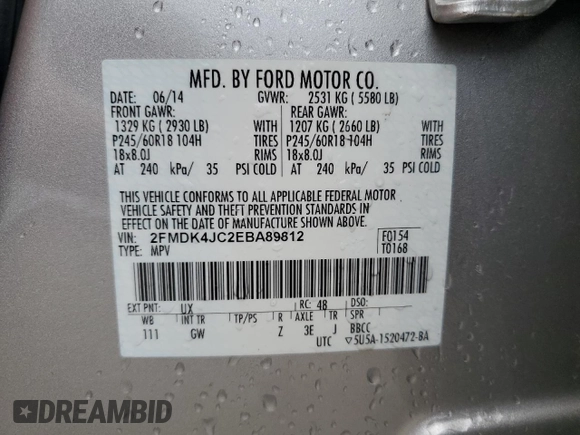 MFD. BY FORD MOTOR CO.
DATE: 06/14 GVWR: 2531 KG ( 5580 LB)
FRONT GAWR: REAR GAWR:
1329 KG ( 2930 LB) WITH 1207 KG ( 2660 LB) WITH
P245/60R18 104H TIRES P245/60R18 104H TIRES
18x8.0J RIMS 18x8.0J RIMS
AT 240 kPa/ 35 PSI COLD AT 240 kPa/ 35 PSI COLD
THIS VEHICLE CONFORMS TO ALL APPLICABLE FEDERAL MOTOR
VEHICLE SAFETY AND THEFT PREVENTION STANDARDS IN
EFFECT ON THE DATE OF MANUFACTURE SHOWN ABOVE.
VIN: 2FMDK4JC2EBA89812 F0154
TYPE: MPV T0168
EXT PNT: UX RC: 48 DSO:
WB INT TR TP/PS R AXLE TR SPR
111 GW Z 3E J BBCC
UTC ▽5U5A-1520472-BA
DREAMBID